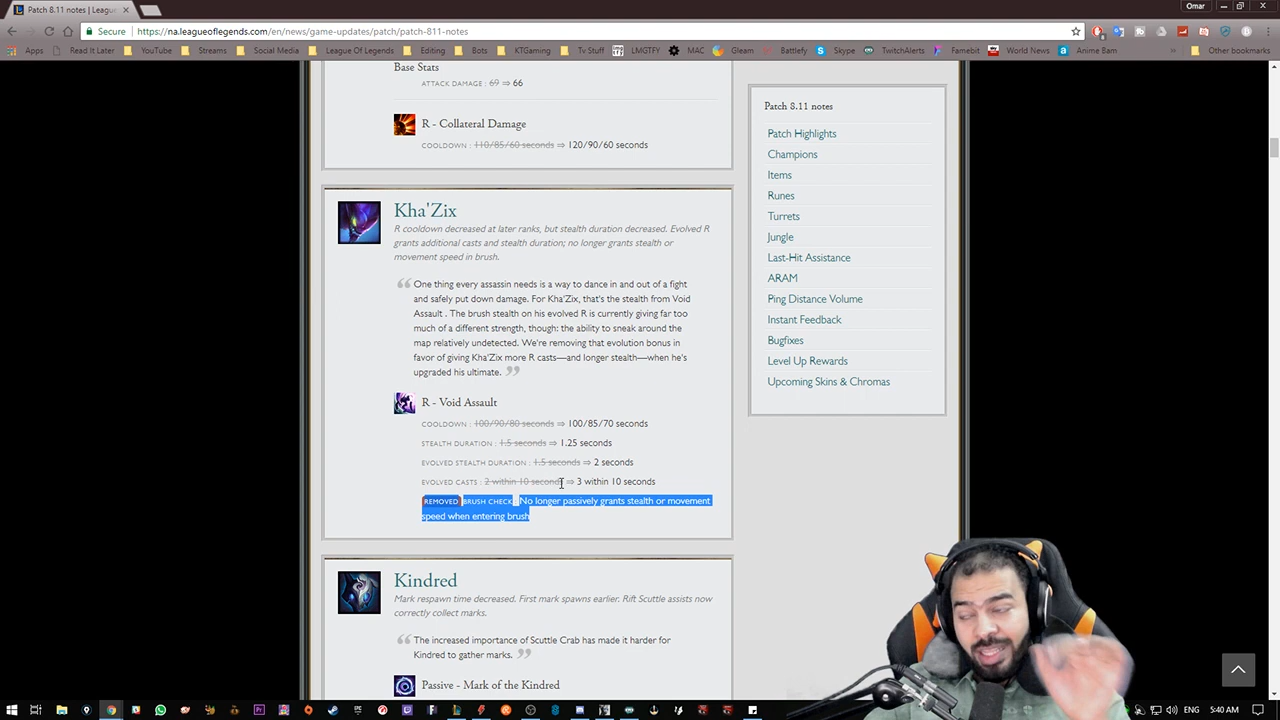 Patch 8.11 notes | Leagu
Omar
Secure
https://na.leagueoflegends.com/en/news/game-updates/patch/patch-811-notes
Apps Read It Later YouTube Streams Social Media League Of Legends Editing Bots KTGaming Tv Stuff LMGTFY MAC Gleam Battlefy Skype TwitchAlerts Famebit World News Anime Bam Other bookmarks
Base Stats
ATTACK DAMAGE : 69 ⇒ 66
R - Collateral Damage
COOLDOWN : 110/85/60 seconds ⇒ 120/90/60 seconds
Kha'Zix
R cooldown decreased at later ranks, but stealth duration decreased. Evolved R
grants additional casts and stealth duration; no longer grants stealth or
movement speed in brush.
One thing every assassin needs is a way to dance in and out of a fight
and safely put down damage. For Kha'Zix, that's the stealth from Void
Assault . The brush stealth on his evolved R is currently giving far too
much of a different strength, though: the ability to sneak around the
map relatively undetected. We're removing that evolution bonus in
favor of giving Kha'Zix more R casts—and longer stealth—when he's
upgraded his ultimate.
R - Void Assault
COOLDOWN : 100/90/80 seconds ⇒ 100/85/70 seconds
STEALTH DURATION : 1.5 seconds ⇒ 1.25 seconds
EVOLVED STEALTH DURATION : 1.5 seconds ⇒ 2 seconds
EVOLVED CASTS : 2 within 10 seconds ⇒ 3 within 10 seconds
REMOVED BRUSH CHECK : No longer passively grants stealth or movement
speed when entering brush
Kindred
Mark respawn time decreased. First mark spawns earlier. Rift Scuttle assists now
correctly collect marks.
The increased importance of Scuttle Crab has made it harder for
Kindred to gather marks.
Passive - Mark of the Kindred
Patch 8.11 notes
Patch Highlights
Champions
Items
Runes
Turrets
Jungle
Last-Hit Assistance
ARAM
Ping Distance Volume
Instant Feedback
Bugfixes
Level Up Rewards
Upcoming Skins & Chromas
ENG 5:40 AM